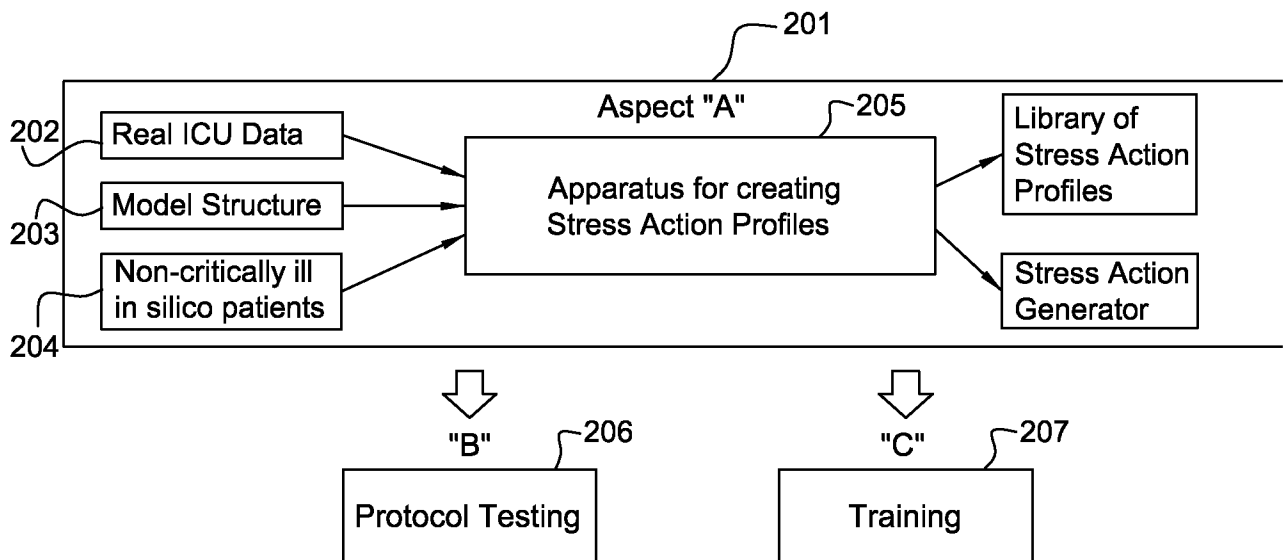 201
Aspect "A"
205
202
Real ICU Data
203
Model Structure
204
Non-critically ill
in silico patients
Apparatus for creating
Stress Action Profiles
Library of
Stress Action
Profiles
Stress Action
Generator
"B"
206
Protocol Testing
"C"
207
Training